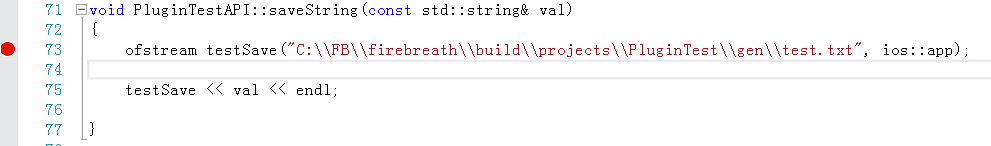 71 void PluginTestAPI::saveString(const std::string& val)
72 {
73 ofstream testSave("C:\\FB\\firebreath\\build\\projects\\PluginTest\\gen\\test.txt", ios::app);
74
75 testSave << val << endl;
76
77 }